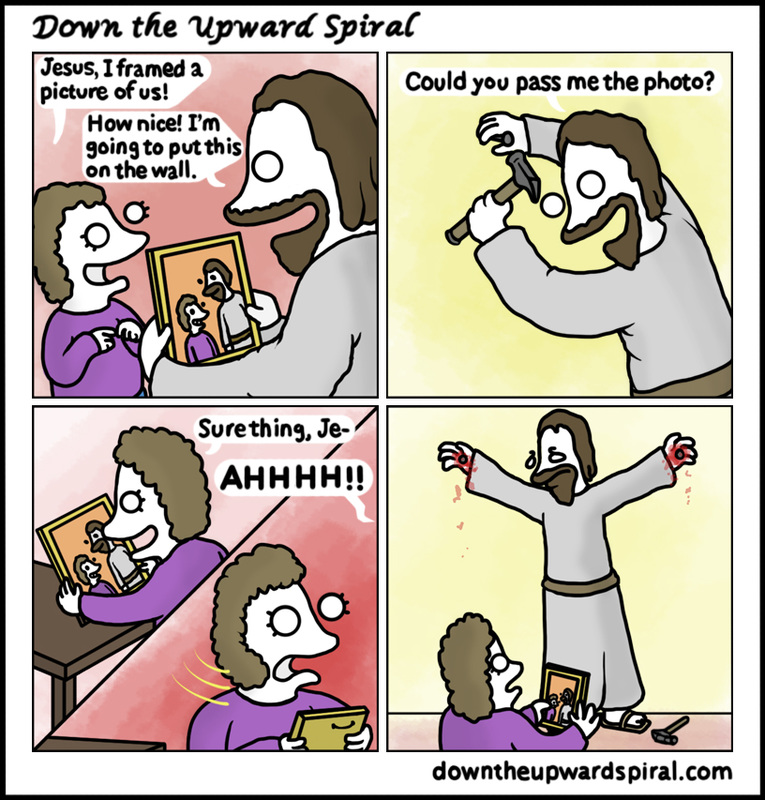 Down the Upward Spiral
Jesus, I framed a
picture of us!
How nice! I'm
going to put this
on the wall.
Could you pass me the photo?
Sure thing, Je-
AHHHH!!
downtheupwardspiral.com